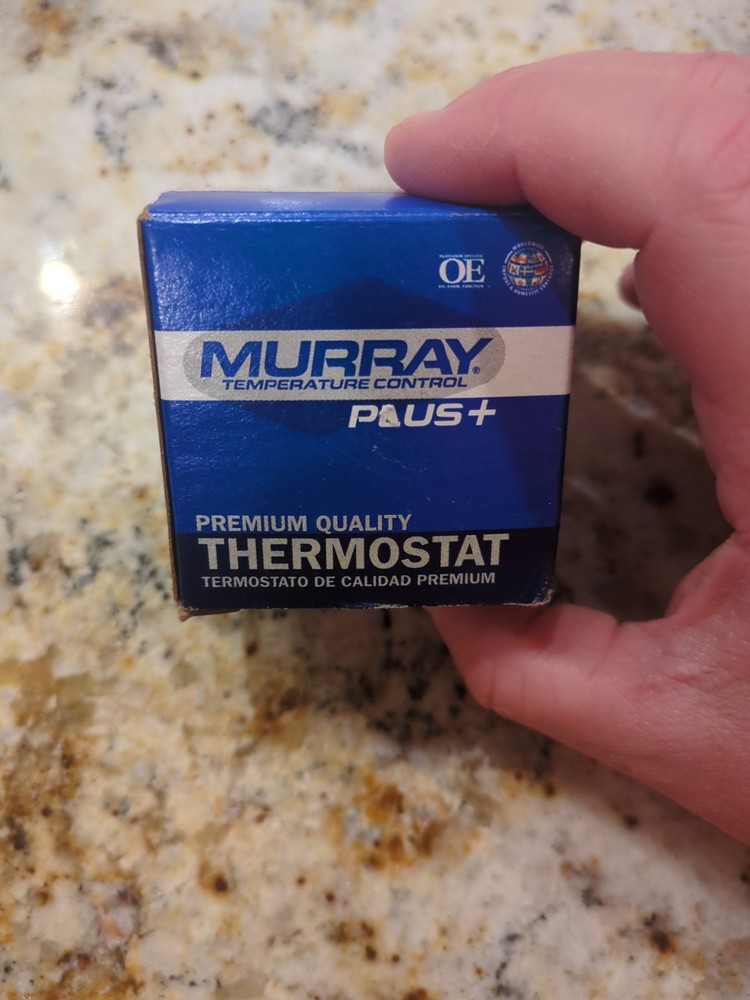 OE
MURRAY®
TEMPERATURE CONTROL
PLUS+
PREMIUM QUALITY
THERMOSTAT
TERMOSTATO DE CALIDAD PREMIUM